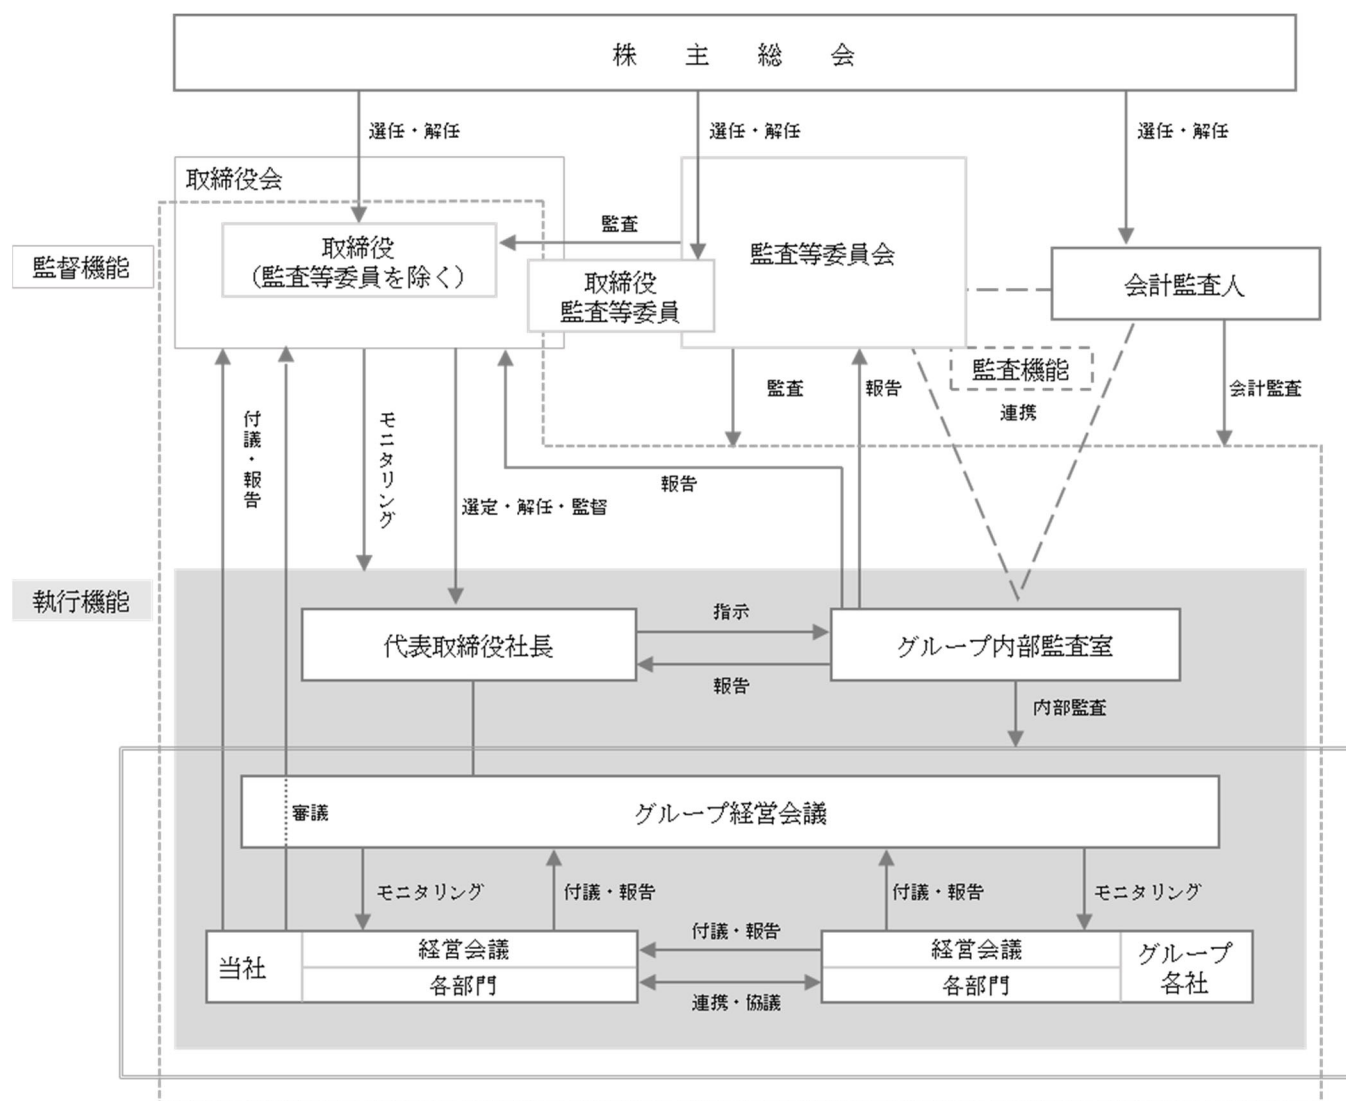 株主総会
選任・解任
選任・解任
選任・解任
取締役会
取締役
（監査等委員を除く）
監査
取締役
監査等委員
監査等委員会
会計監査人
監督機能
監査機能
連携
監査
報告
会計監査
付議・報告
モニタリング
選定・解任・監督
報告
執行機能
代表取締役社長
指示
報告
グループ内部監査室
内部監査
審議
グループ経営会議
モニタリング
付議・報告
付議・報告
モニタリング
当社
経営会議
各部門
付議・報告
連携・協議
経営会議
各部門
グループ
各社